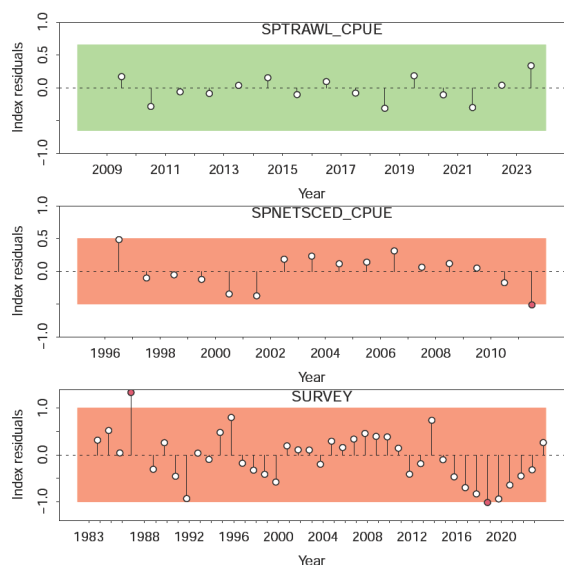 SPTRAWL_CPUE
Index residuals
1.0
0.5
0.0
−1.0
2009 2011 2013 2015 2017 2019 2021 2023
Year
SPNETSCED_CPUE
Index residuals
1.0
0.5
0.0
−1.0
1996 1998 2000 2002 2004 2006 2008 2010
Year
SURVEY
Index residuals
1.0
0.0
−1.0
1983 1988 1992 1996 2000 2004 2008 2012 2016 2020
Year